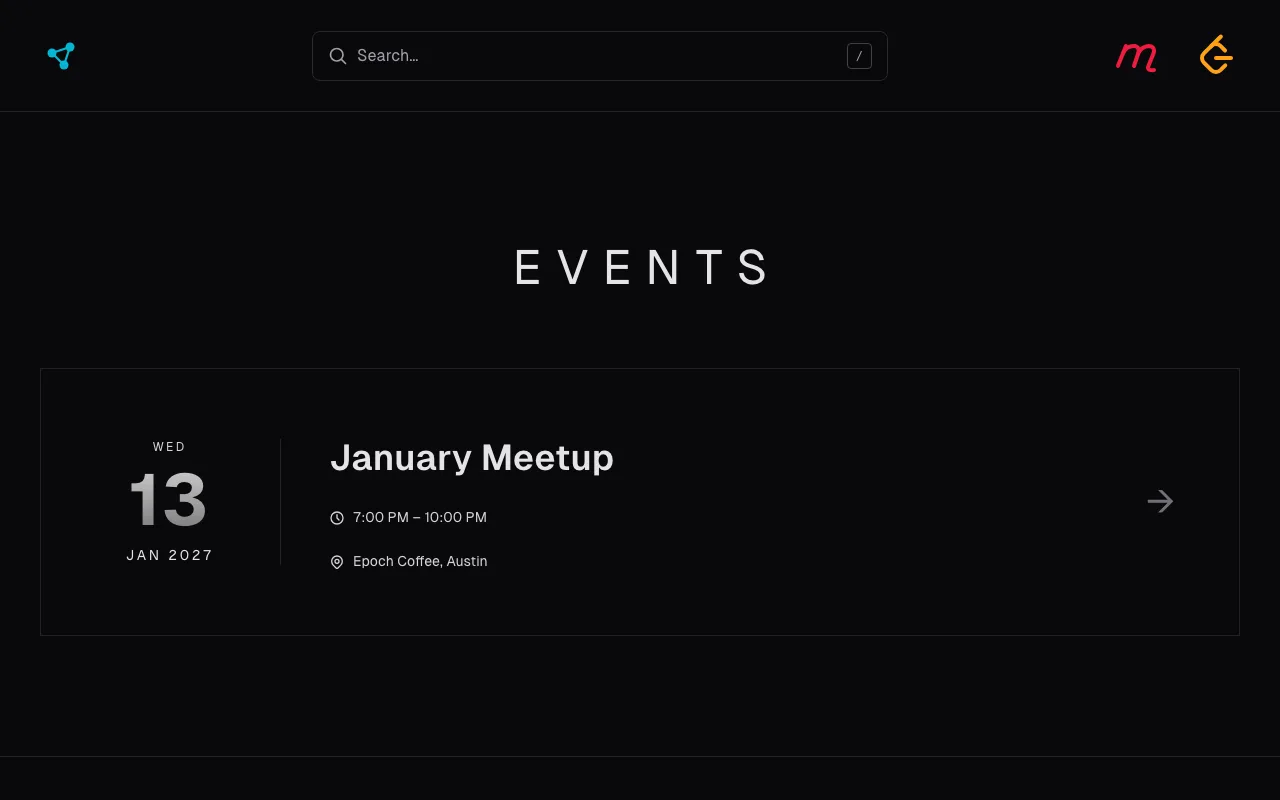 Search...
/
EVENTS
WED
13
JAN 2027
January Meetup
7:00 PM – 10:00 PM
Epoch Coffee, Austin